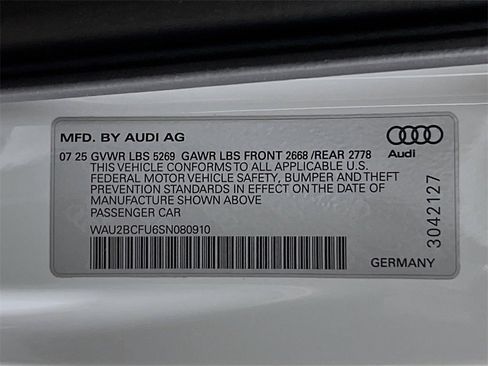 MFD. BY AUDI AG
07 25 GVWR LBS 5269 GAWR LBS FRONT 2668 /REAR 2778
THIS VEHICLE CONFORMS TO ALL APPLICABLE U.S.
FEDERAL MOTOR VEHICLE SAFETY, BUMPER AND THEFT
PREVENTION STANDARDS IN EFFECT ON THE DATE OF
MANUFACTURE SHOWN ABOVE
PASSENGER CAR
WAU2BCFU6SN080910
Audi
3042127
GERMANY